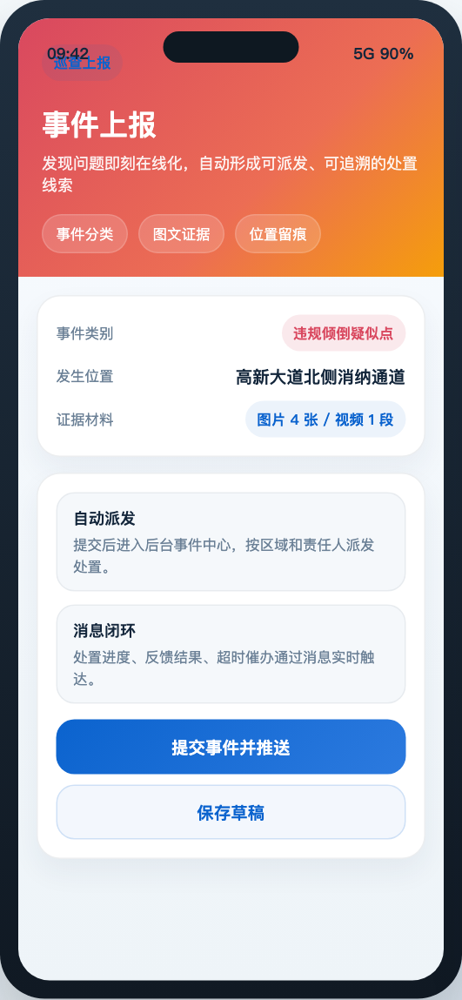 09:42
5G 90%
巡查上报
事件上报
发现问题即刻在线化，自动形成可派发、可追溯的处置
线索
事件分类
图文证据
位置留痕
事件类别
违规倾倒疑似点
发生位置
高新大道北侧消纳通道
证据材料
图片 4 张 / 视频 1 段
自动派发
提交后进入后台事件中心，按区域和责任人派发
处置。
消息闭环
处置进度、反馈结果、超时催办通过消息实时触
达。
提交事件并推送
保存草稿